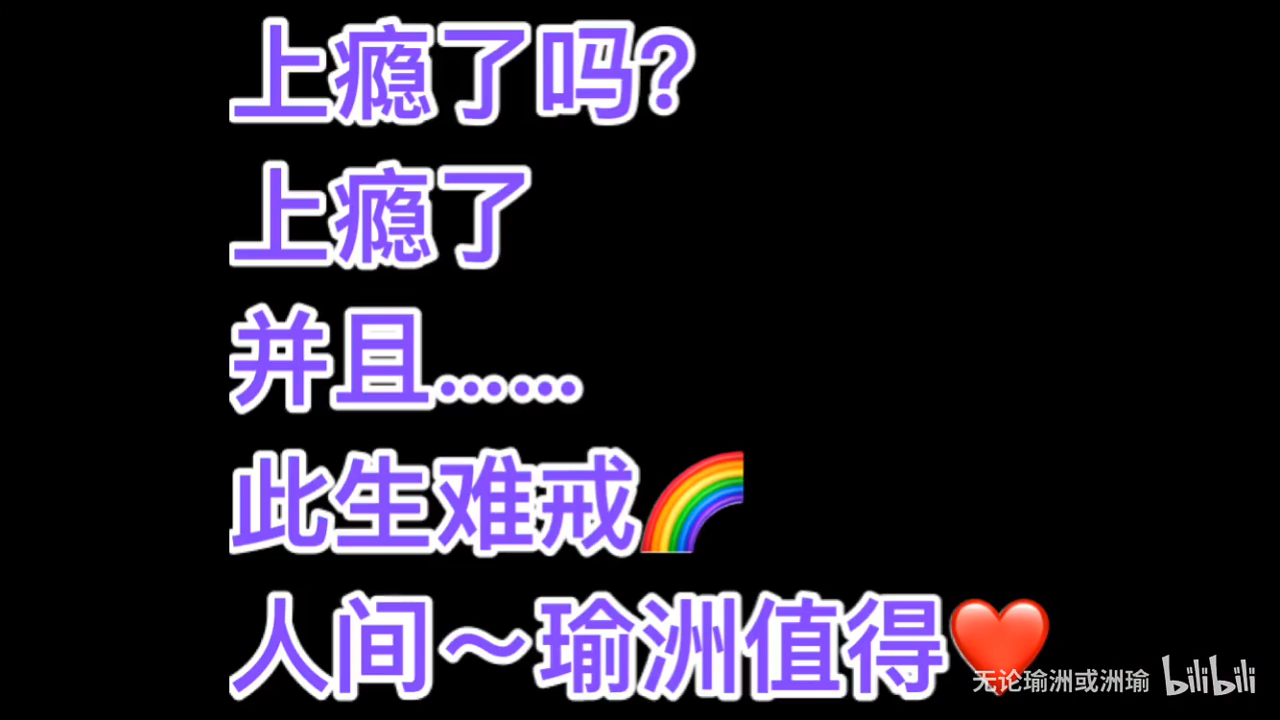 上瘾了吗？
上瘾了
并且……
此生难戒🌈
人间～瑜洲值得❤️
无论瑜洲或洲瑜 bilibili